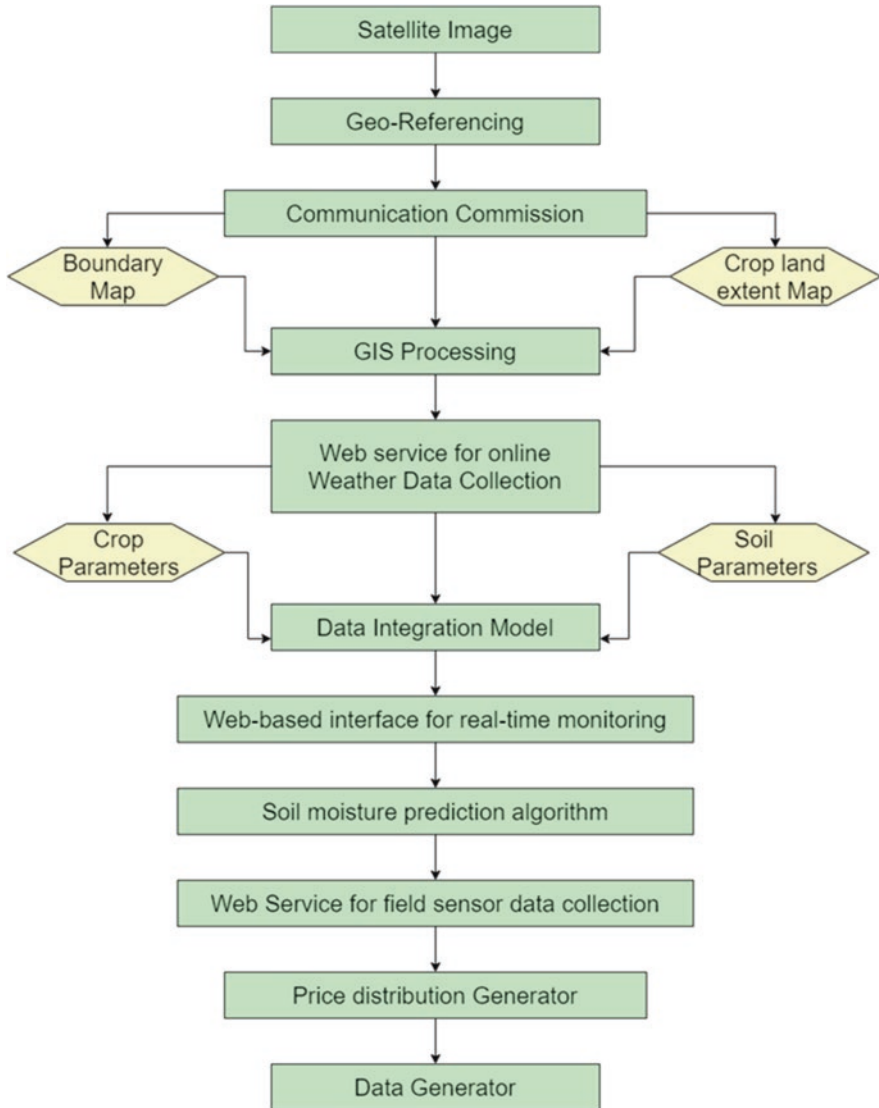 Satellite Image
Geo-Referencing
Communication Commission
Boundary
Map
Crop land
extent Map
GIS Processing
Web service for online
Weather Data Collection
Crop
Parameters
Soil
Parameters
Data Integration Model
Web-based interface for real-time monitoring
Soil moisture prediction algorithm
Web Service for field sensor data collection
Price distribution Generator
Data Generator